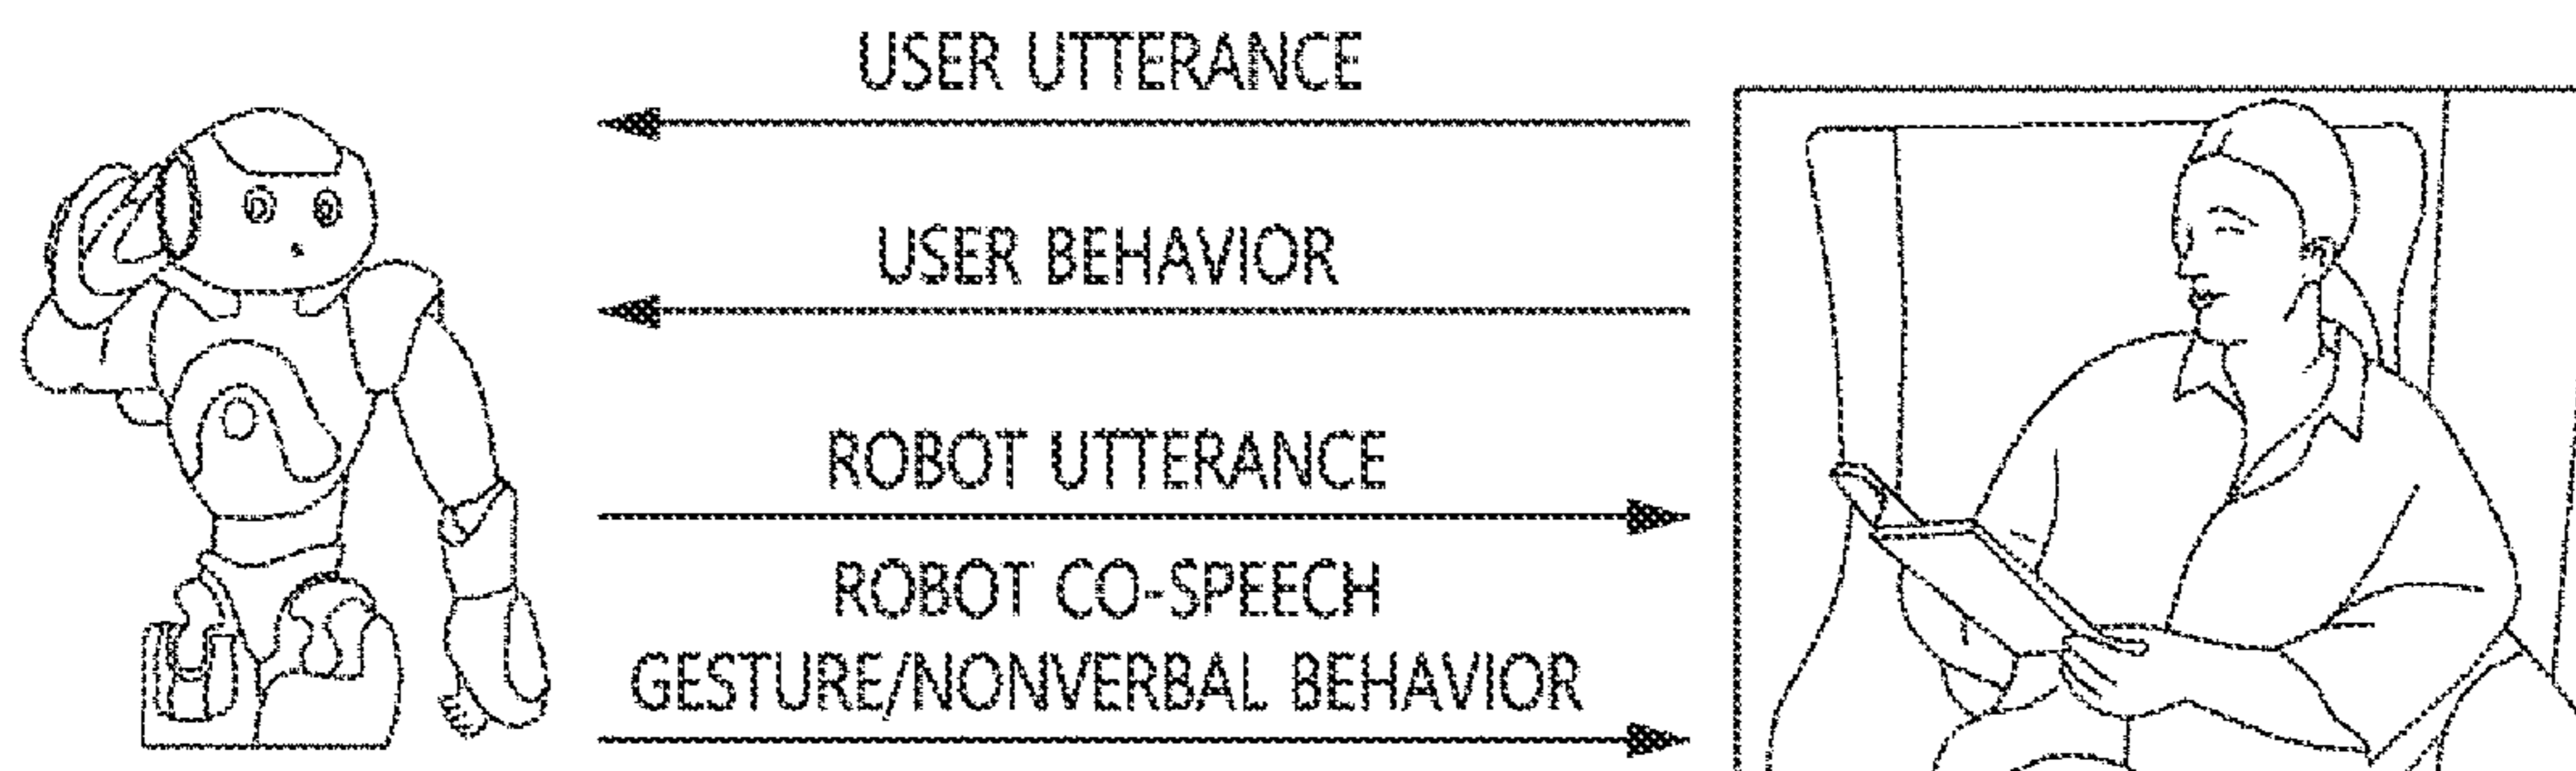 USER UTTERANCE
USER BEHAVIOR
ROBOT UTTERANCE
ROBOT CO-SPEECH
GESTURE/NONVERBAL BEHAVIOR